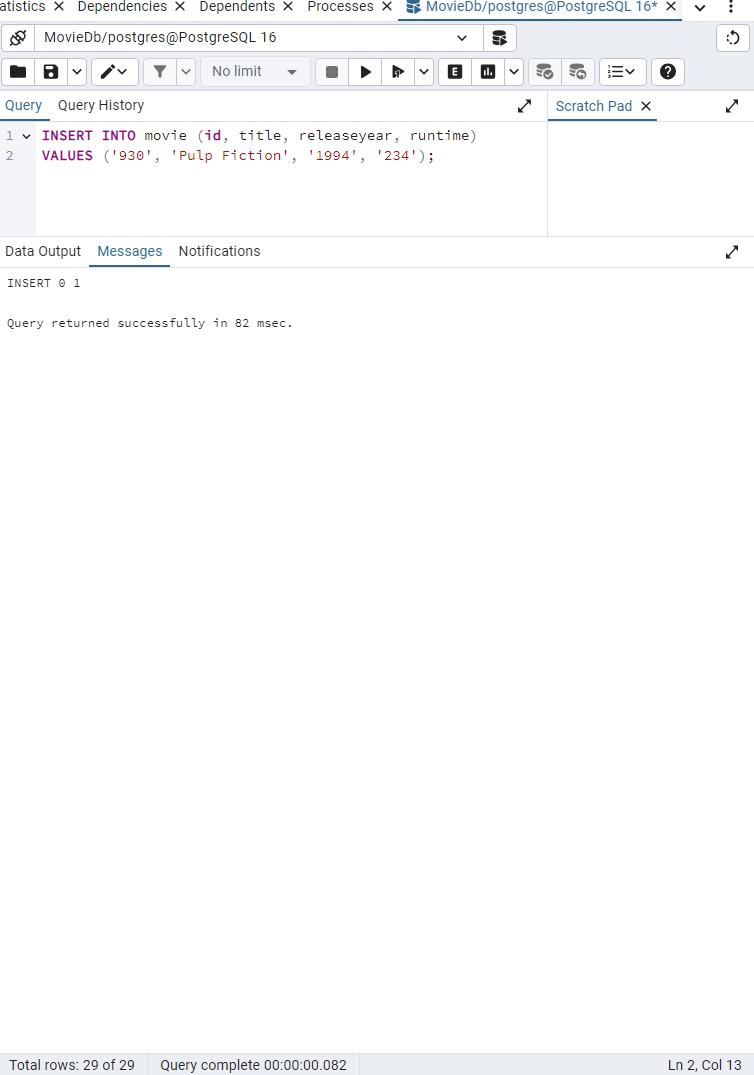 atistics Dependencies Dependents Processes MovieDb/postgres@PostgreSQL 16*
MovieDb/postgres@PostgreSQL 16
No limit E
Query Query History Scratch Pad
1 INSERT INTO movie (id, title, releaseyear, runtime)
2 VALUES ('930', 'Pulp Fiction', '1994', '234');
Data Output Messages Notifications
INSERT 0 1
Query returned successfully in 82 msec.
Total rows: 29 of 29 Query complete 00:00:00.082 Ln 2, Col 13